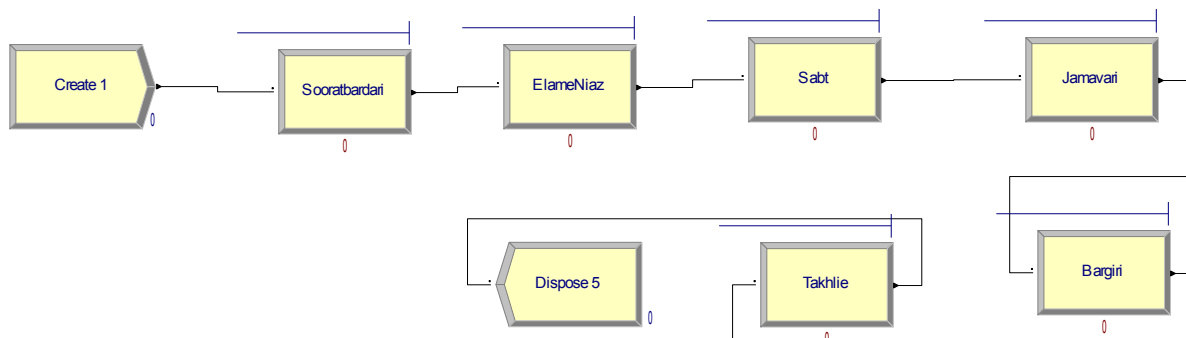 Create 1
0
Sooratbardari
0
ElameNiaz
0
Sabt
0
Jamavari
0
Dispose 5
0
Takhlie
0
Bargiri
0